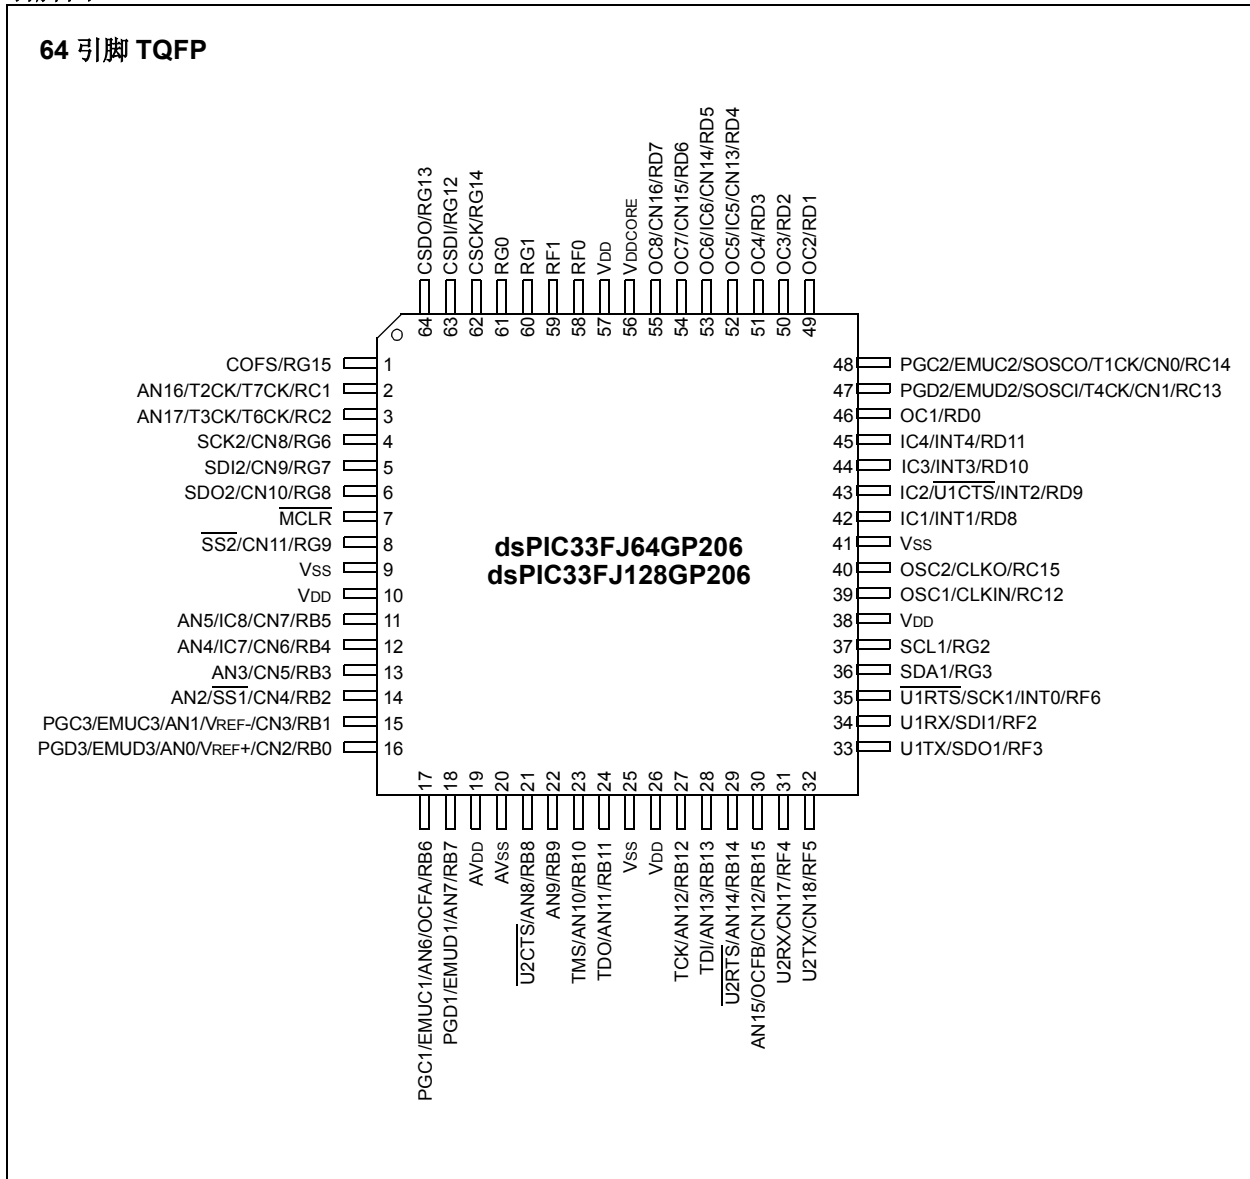 64 引脚 TQFP
CSDO/RG13
CSDI/RG12
CSCK/RG14
RG0
RG1
RF1
RF0
VDD
VDDCORE
OC8/CN16/RD7
OC7/CN15/RD6
OC6/IC6/CN14/RD5
OC5/IC5/CN13/RD4
OC4/RD3
OC3/RD2
OC2/RD1
64 63 62 61 60 59 58 57 56 55 54 53 52 51 50 49
COFS/RG15 1
AN16/T2CK/T7CK/RC1 2
AN17/T3CK/T6CK/RC2 3
SCK2/CN8/RG6 4
SDI2/CN9/RG7 5
SDO2/CN10/RG8 6
MCLR 7
SS2/CN11/RG9 8
VSS 9
VDD 10
AN5/IC8/CN7/RB5 11
AN4/IC7/CN6/RB4 12
AN3/CN5/RB3 13
AN2/SS1/CN4/RB2 14
PGC3/EMUC3/AN1/VREF-/CN3/RB1 15
PGD3/EMUD3/AN0/VREF+/CN2/RB0 16
dsPIC33FJ64GP206
dsPIC33FJ128GP206
48 PGC2/EMUC2/SOSCO/T1CK/CN0/RC14
47 PGD2/EMUD2/SOSCI/T4CK/CN1/RC13
46 OC1/RD0
45 IC4/INT4/RD11
44 IC3/INT3/RD10
43 IC2/U1CTS/INT2/RD9
42 IC1/INT1/RD8
41 VSS
40 OSC2/CLKO/RC15
39 OSC1/CLKIN/RC12
38 VDD
37 SCL1/RG2
36 SDA1/RG3
35 U1RTS/SCK1/INT0/RF6
34 U1RX/SDI1/RF2
33 U1TX/SDO1/RF3
17 18 19 20 21 22 23 24 25 26 27 28 29 30 31 32
PGC1/EMUC1/AN6/OCFA/RB6
PGD1/EMUD1/AN7/RB7
AVDD
AVSS
U2CTS/AN8/RB8
AN9/RB9
TMS/AN10/RB10
TDO/AN11/RB11
VSS
VDD
TCK/AN12/RB12
TDI/AN13/RB13
U2RTS/AN14/RB14
AN15/OCFB/CN12/RB15
U2RX/CN17/RF4
U2TX/CN18/RF5